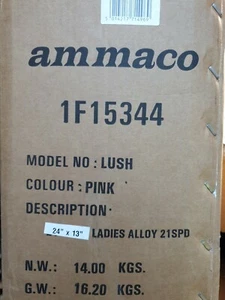 ammaco
1F15344
MODEL NO : LUSH
COLOUR : PINK
DESCRIPTION·
24" x 13" LADIES ALLOY 21SPD
N.W.: 14.00 KGS.
G.W.: 16.20 KGS.